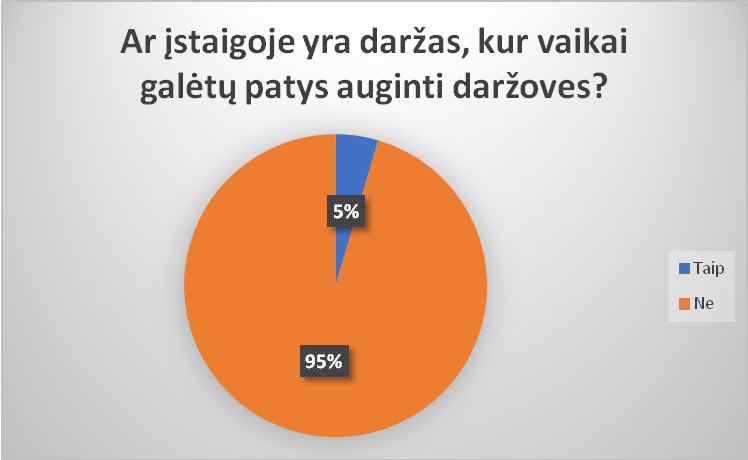 Ar įstaigoje yra daržas, kur vaikai
galėtų patys auginti daržoves?
5%
95%
Taip
Ne